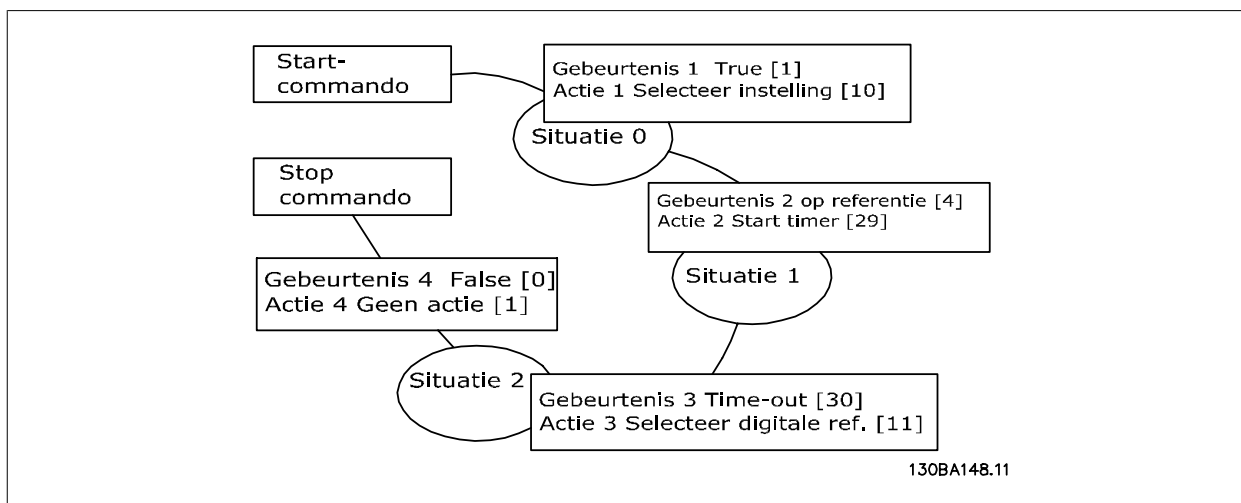 Start-
commando
Gebeurtenis 1 True [1]
Actie 1 Selecteer instelling [10]
Situatie 0
Stop
commando
Gebeurtenis 2 op referentie [4]
Actie 2 Start timer [29]
Situatie 1
Gebeurtenis 4 False [0]
Actie 4 Geen actie [1]
Situatie 2
Gebeurtenis 3 Time-out [30]
Actie 3 Selecteer digitale ref. [11]
130BA148.11